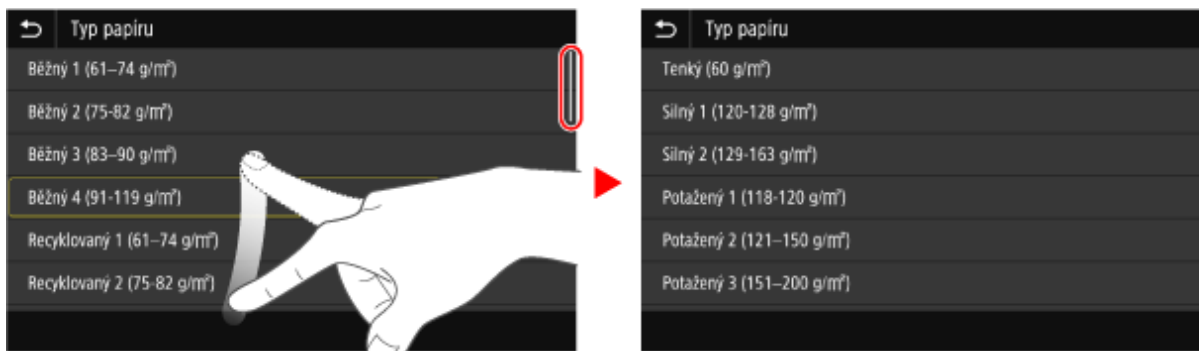 Typ papíru
Běžný 1 (61–74 g/m²)
Běžný 2 (75-82 g/m²)
Běžný 3 (83–90 g/m²)
Běžný 4 (91-119 g/m²)
Recyklovaný 1 (61–74 g/m²)
Recyklovaný 2 (75-82 g/m²)
Typ papíru
Tenký (60 g/m²)
Silný 1 (120-128 g/m²)
Silný 2 (129-163 g/m²)
Potažený 1 (118-120 g/m²)
Potažený 2 (121–150 g/m²)
Potažený 3 (151–200 g/m²)